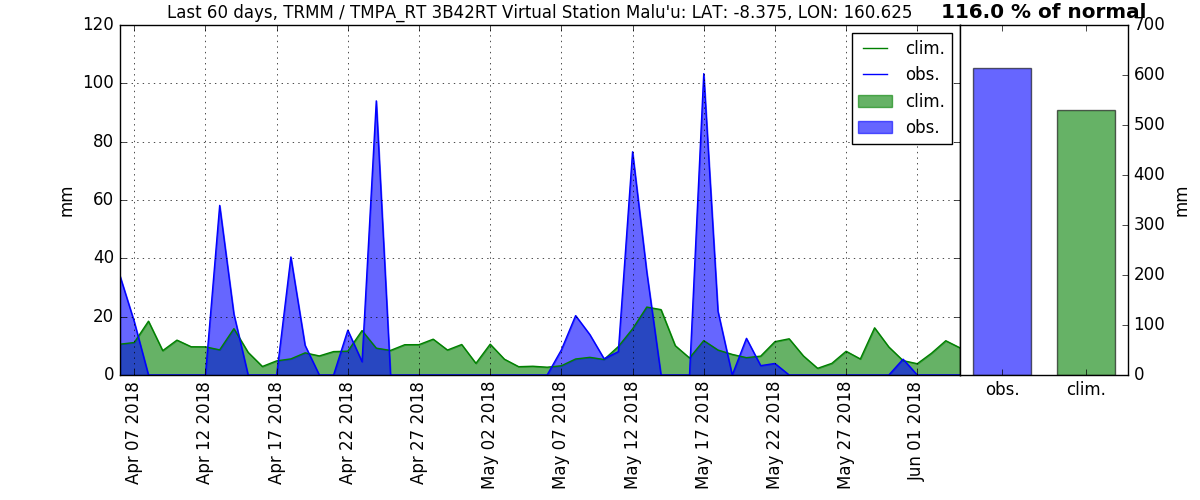 Last 60 days, TRMM / TMPA_RT 3B42RT Virtual Station Malu'u: LAT: -8.375, LON: 160.625
116.0 % of normal
120
100
80
60
40
20
0
mm
clim.
obs.
clim.
obs.
Apr 07 2018
Apr 12 2018
Apr 17 2018
Apr 22 2018
Apr 27 2018
May 02 2018
May 07 2018
May 12 2018
May 17 2018
May 22 2018
May 27 2018
Jun 01 2018
700
600
500
400
300
200
100
0
mm
obs.
clim.